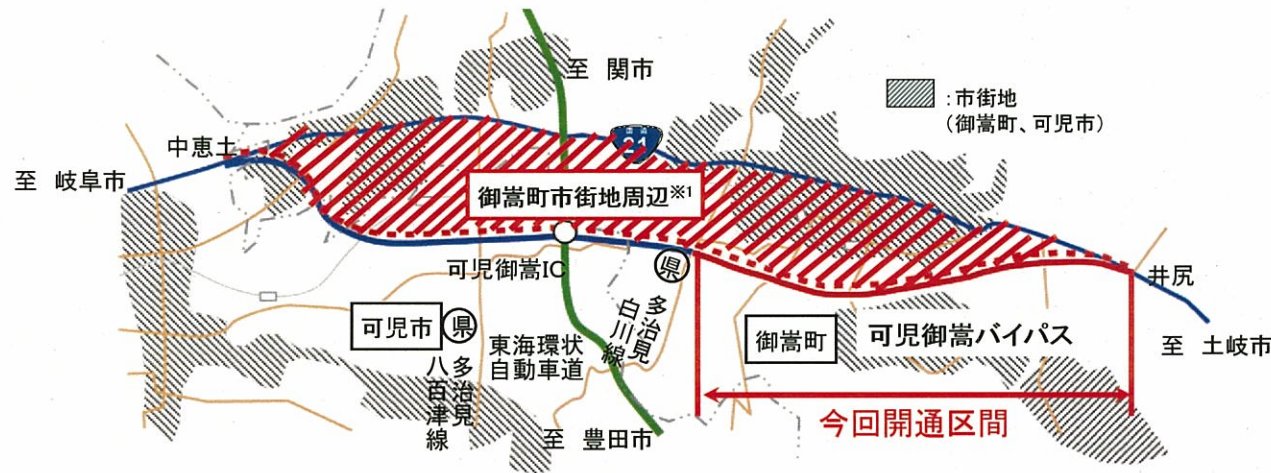 至 関市
:市街地
(御嵩町、可児市)
中恵土
国道
21
至 岐阜市
御嵩町市街地周辺※1
可児御嵩IC
県
多治見白川線
井尻
可児市
県
多治見八百津線
東海環状
自動車道
御嵩町
可児御嵩バイパス
至 土岐市
今回開通区間
至 豊田市